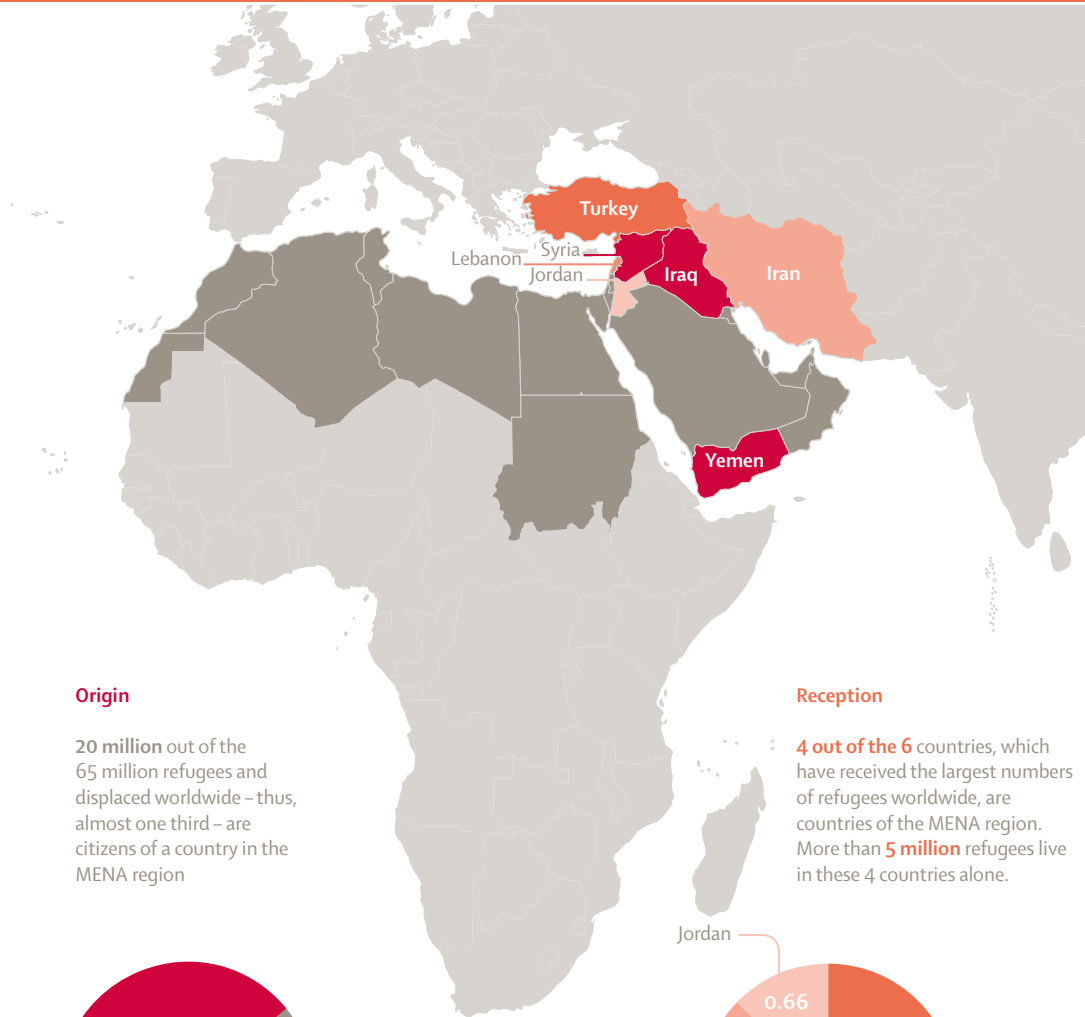 Turkey
Syria
Lebanon
Jordan
Iraq
Iran
Yemen
Origin
20 million out of the
65 million refugees and
displaced worldwide – thus,
almost one third – are
citizens of a country in the
MENA region
Reception
4 out of the 6 countries, which
have received the largest numbers
of refugees worldwide, are
countries of the MENA region.
More than 5 million refugees live
in these 4 countries alone.
Jordan
0.66